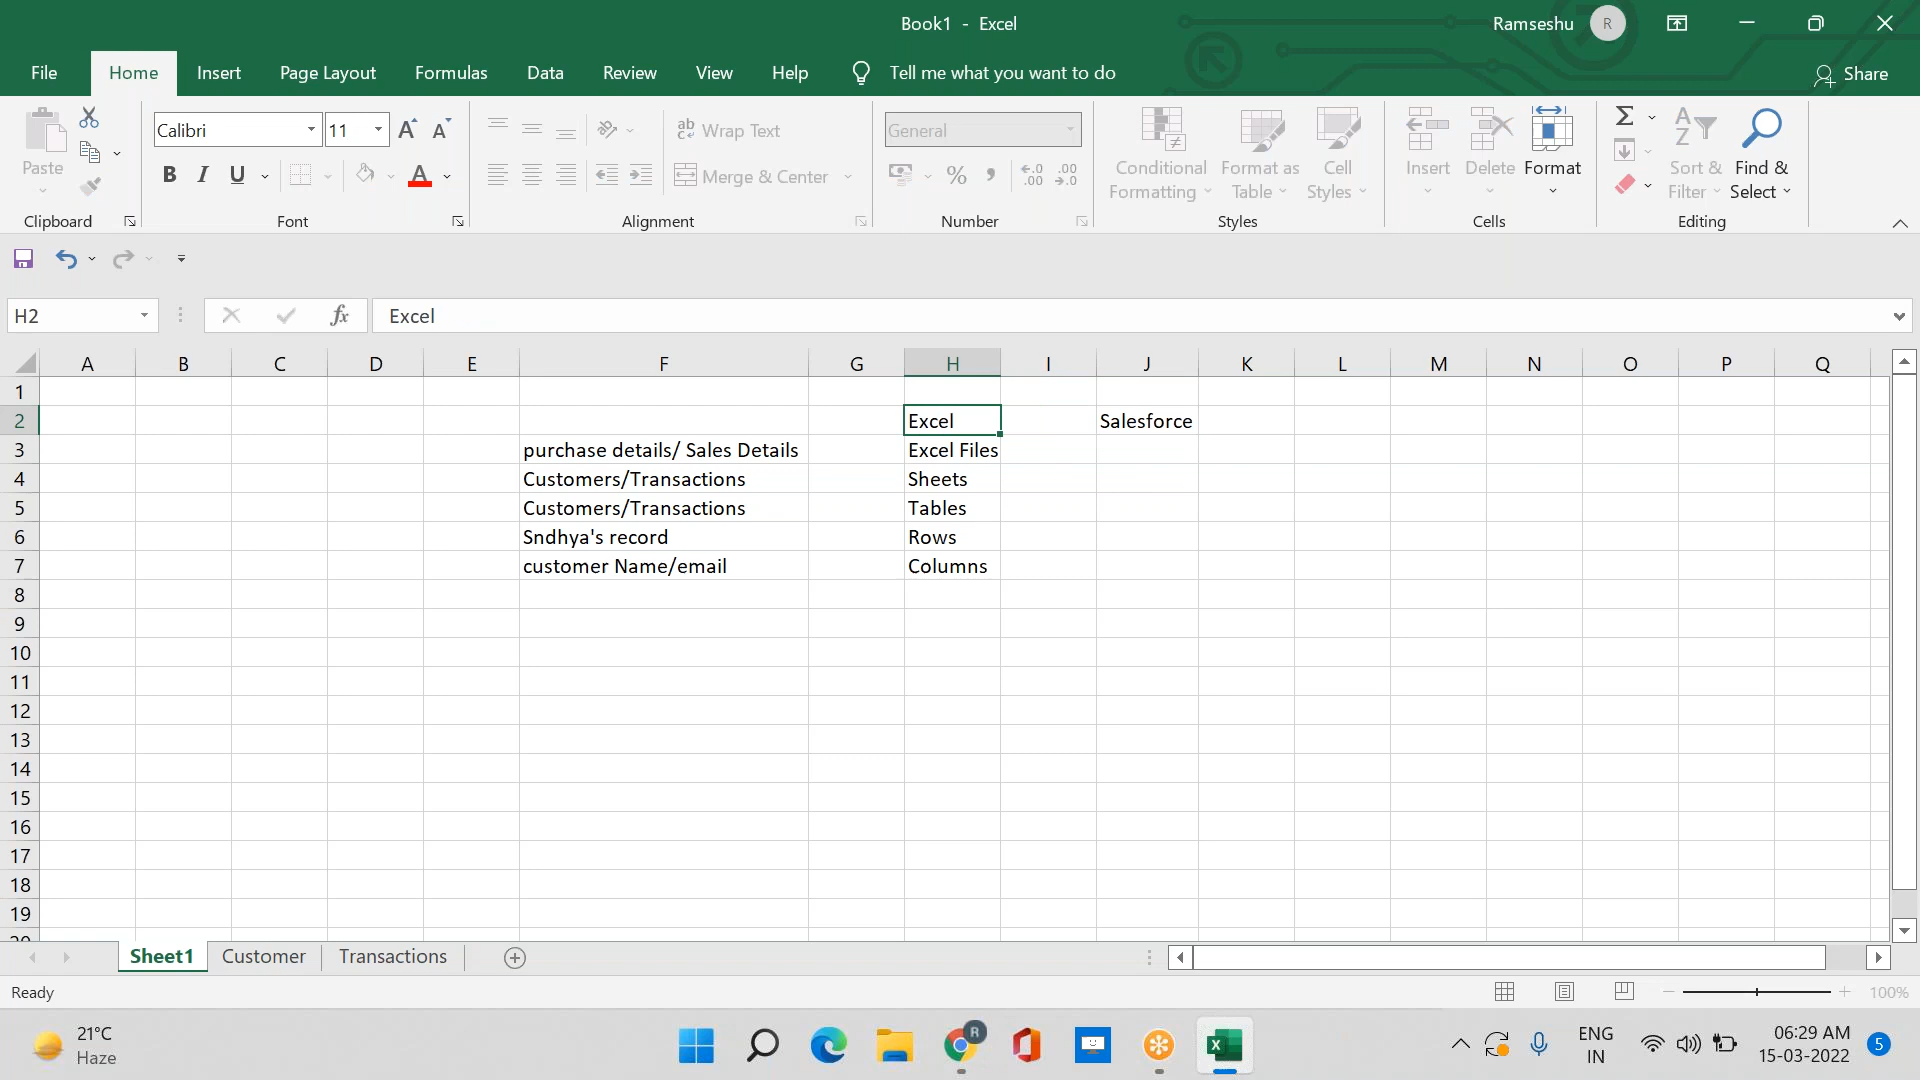 Book1 - Excel
Ramseshu
R
File Home Insert Page Layout Formulas Data Review View Help Tell me what you want to do
Share
Paste
Clipboard
Calibri 11
B I U A
Font
ab Wrap Text
Merge & Center
Alignment
General
% ,
Number
Conditional Formatting
Format as Table
Cell Styles
Styles
Insert Delete Format
Cells
Sort & Filter
Find & Select
Editing
H2 fx Excel
A B C D E F G H I J K L M N O P Q
1
2 Excel Salesforce
3 purchase details/ Sales Details Excel Files
4 Customers/Transactions Sheets
5 Customers/Transactions Tables
6 Sndhya's record Rows
7 customer Name/email Columns
8
9
10
11
12
13
14
15
16
17
18
19
Sheet1 Customer Transactions
Ready
100%
21°C
Haze
R
ENG
IN
06:29 AM
15-03-2022
5